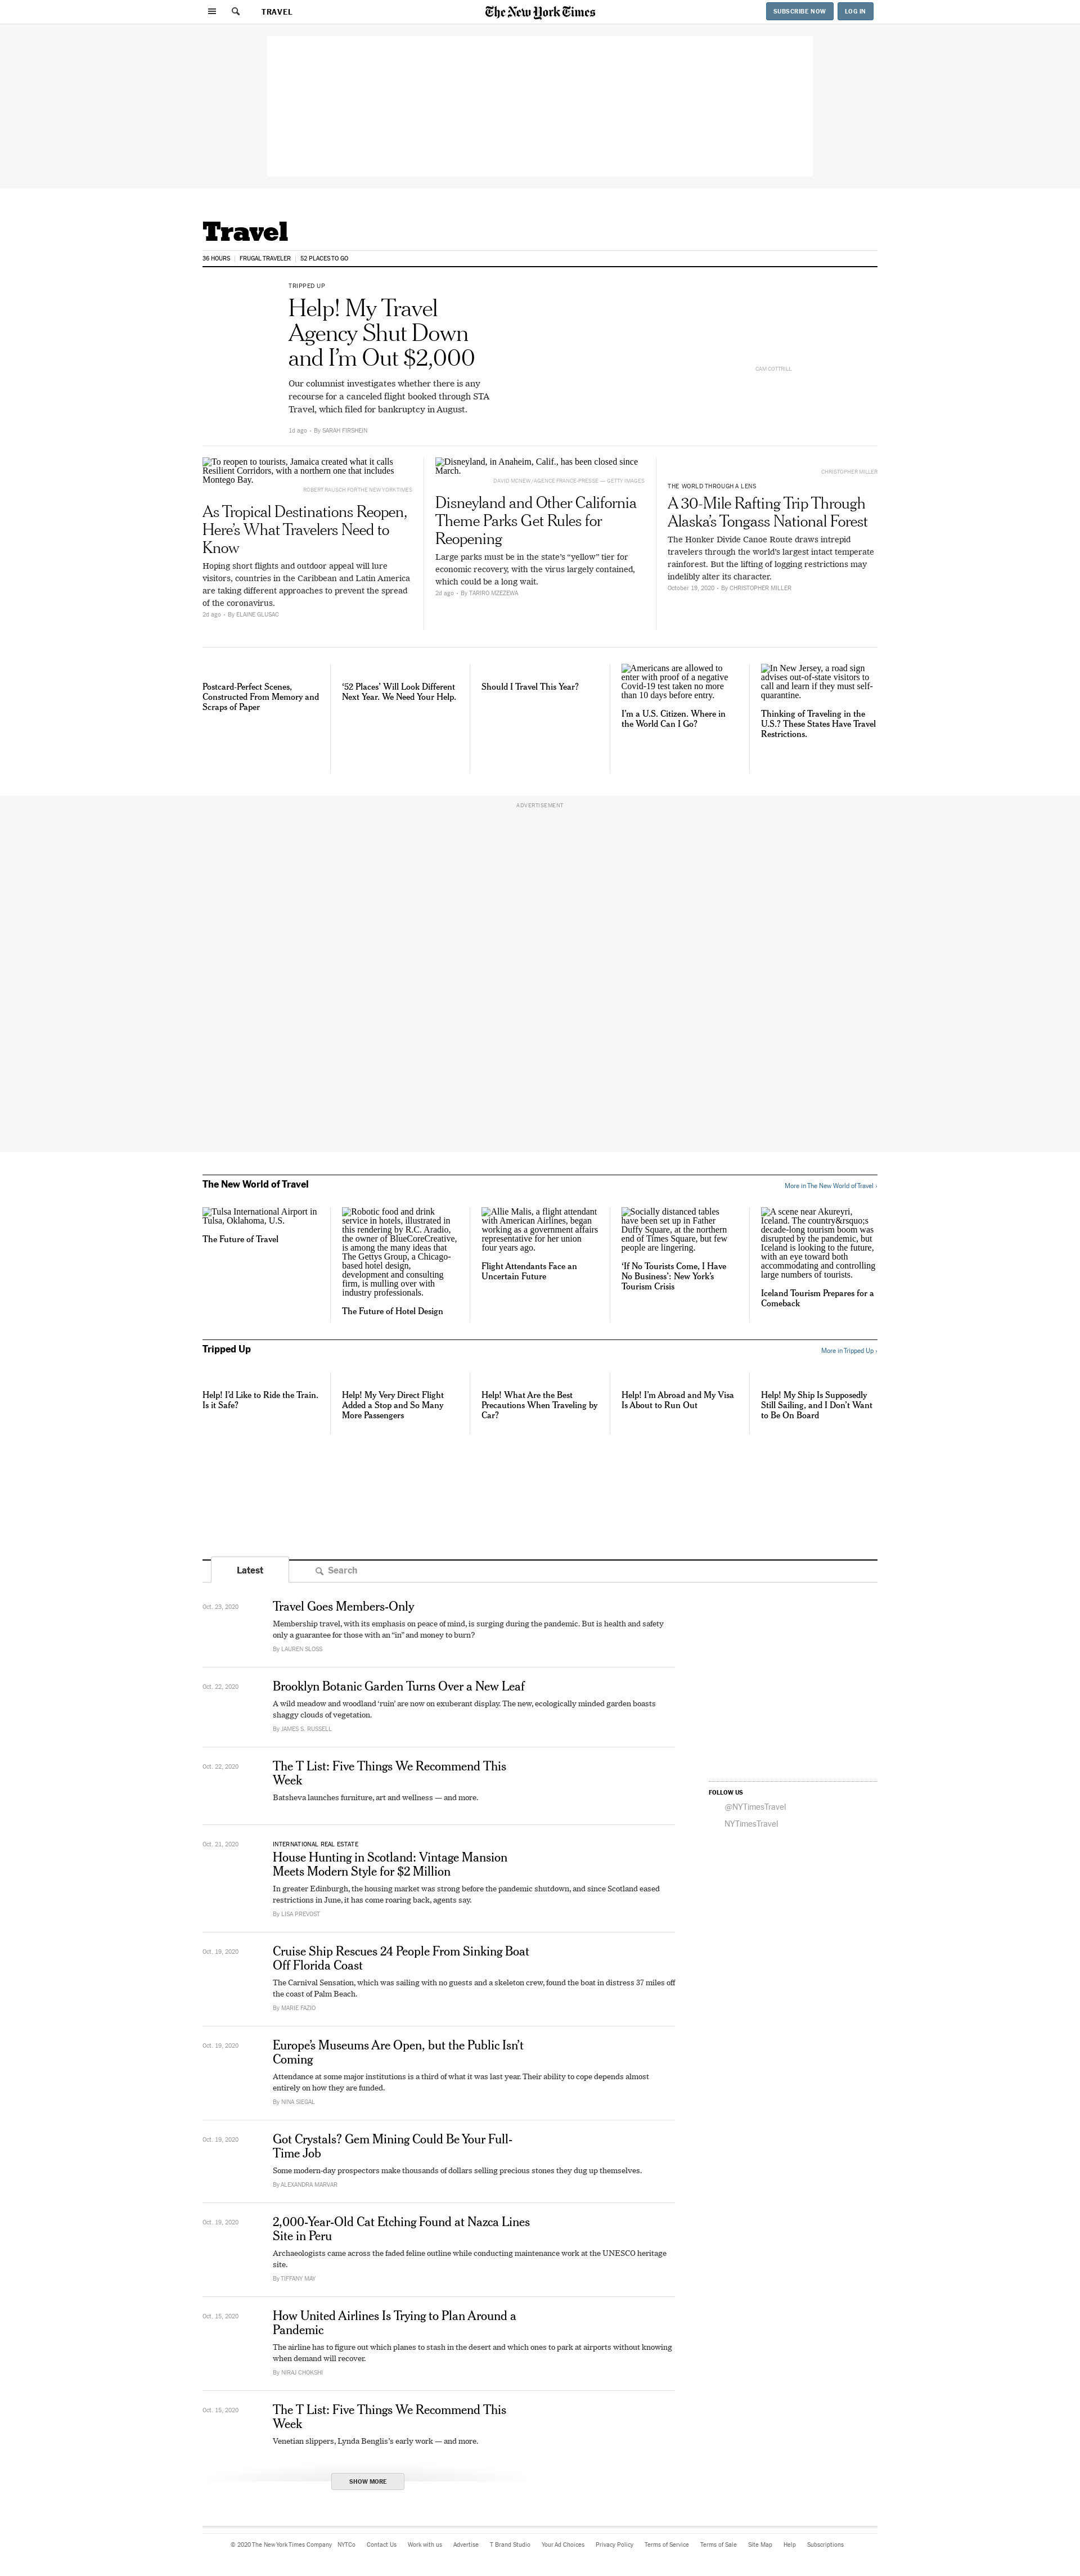 TRAVEL
The New York Times
SUBSCRIBE NOW
LOG IN
Travel
36 HOURS
FRUGAL TRAVELER
52 PLACES TO GO
TRIPPED UP
Help! My Travel
Agency Shut Down
and I’m Out $2,000
Our columnist investigates whether there is any
recourse for a canceled flight booked through STA
Travel, which filed for bankruptcy in August.
1d ago • By SARAH FIRSHEIN
CAM COTTRILL
To reopen to tourists, Jamaica created what it calls
Resilient Corridors, with a northern one that includes
Montego Bay.
ROBERT RAUSCH FOR THE NEW YORK TIMES
As Tropical Destinations Reopen,
Here’s What Travelers Need to
Know
Hoping short flights and outdoor appeal will lure
visitors, countries in the Caribbean and Latin America
are taking different approaches to prevent the spread
of the coronavirus.
2d ago • By ELAINE GLUSAC
Disneyland, in Anaheim, Calif., has been closed since
March.
DAVID MCNEW/AGENCE FRANCE-PRESSE — GETTY IMAGES
Disneyland and Other California
Theme Parks Get Rules for
Reopening
Large parks must be in the state’s “yellow” tier for
economic recovery, with the virus largely contained,
which could be a long wait.
2d ago • By TARIRO MZEZEWA
CHRISTOPHER MILLER
THE WORLD THROUGH A LENS
A 30-Mile Rafting Trip Through
Alaska’s Tongass National Forest
The Honker Divide Canoe Route draws intrepid
travelers through the world’s largest intact temperate
rainforest. But the lifting of logging restrictions may
indelibly alter its character.
October 19, 2020 • By CHRISTOPHER MILLER
Postcard-Perfect Scenes,
Constructed From Memory and
Scraps of Paper
‘52 Places’ Will Look Different
Next Year. We Need Your Help.
Should I Travel This Year?
Americans are allowed to
enter with proof of a negative
Covid-19 test taken no more
than 10 days before entry.
I’m a U.S. Citizen. Where in
the World Can I Go?
In New Jersey, a road sign
advises out-of-state visitors to
call and learn if they must self-
quarantine.
Thinking of Traveling in the
U.S.? These States Have Travel
Restrictions.
ADVERTISEMENT
The New World of Travel
More in The New World of Travel ›
Tulsa International Airport in
Tulsa, Oklahoma, U.S.
The Future of Travel
Robotic food and drink
service in hotels, illustrated in
this rendering by R.C. Aradio,
the owner of BlueCoreCreative,
is among the many ideas that
The Gettys Group, a Chicago-
based hotel design,
development and consulting
firm, is mulling over with
industry professionals.
The Future of Hotel Design
Allie Malis, a flight attendant
with American Airlines, began
working as a government affairs
representative for her union
four years ago.
Flight Attendants Face an
Uncertain Future
Socially distanced tables
have been set up in Father
Duffy Square, at the northern
end of Times Square, but few
people are lingering.
‘If No Tourists Come, I Have
No Business’: New York’s
Tourism Crisis
A scene near Akureyri,
Iceland. The country&rsquo;s
decade-long tourism boom was
disrupted by the pandemic, but
Iceland is looking to the future,
with an eye toward both
accommodating and controlling
large numbers of tourists.
Iceland Tourism Prepares for a
Comeback
Tripped Up
More in Tripped Up ›
Help! I’d Like to Ride the Train.
Is it Safe?
Help! My Very Direct Flight
Added a Stop and So Many
More Passengers
Help! What Are the Best
Precautions When Traveling by
Car?
Help! I’m Abroad and My Visa
Is About to Run Out
Help! My Ship Is Supposedly
Still Sailing, and I Don’t Want
to Be On Board
Latest
Search
Oct. 23, 2020
Travel Goes Members-Only
Membership travel, with its emphasis on peace of mind, is surging during the pandemic. But is health and safety
only a guarantee for those with an “in” and money to burn?
By LAUREN SLOSS
Oct. 22, 2020
Brooklyn Botanic Garden Turns Over a New Leaf
A wild meadow and woodland ‘ruin’ are now on exuberant display. The new, ecologically minded garden boasts
shaggy clouds of vegetation.
By JAMES S. RUSSELL
Oct. 22, 2020
The T List: Five Things We Recommend This
Week
Batsheva launches furniture, art and wellness — and more.
FOLLOW US
@NYTimesTravel
NYTimesTravel
Oct. 21, 2020
INTERNATIONAL REAL ESTATE
House Hunting in Scotland: Vintage Mansion
Meets Modern Style for $2 Million
In greater Edinburgh, the housing market was strong before the pandemic shutdown, and since Scotland eased
restrictions in June, it has come roaring back, agents say.
By LISA PREVOST
Oct. 19, 2020
Cruise Ship Rescues 24 People From Sinking Boat
Off Florida Coast
The Carnival Sensation, which was sailing with no guests and a skeleton crew, found the boat in distress 37 miles off
the coast of Palm Beach.
By MARIE FAZIO
Oct. 19, 2020
Europe’s Museums Are Open, but the Public Isn’t
Coming
Attendance at some major institutions is a third of what it was last year. Their ability to cope depends almost
entirely on how they are funded.
By NINA SIEGAL
Oct. 19, 2020
Got Crystals? Gem Mining Could Be Your Full-
Time Job
Some modern-day prospectors make thousands of dollars selling precious stones they dug up themselves.
By ALEXANDRA MARVAR
Oct. 19, 2020
2,000-Year-Old Cat Etching Found at Nazca Lines
Site in Peru
Archaeologists came across the faded feline outline while conducting maintenance work at the UNESCO heritage
site.
By TIFFANY MAY
Oct. 15, 2020
How United Airlines Is Trying to Plan Around a
Pandemic
The airline has to figure out which planes to stash in the desert and which ones to park at airports without knowing
when demand will recover.
By NIRAJ CHOKSHI
Oct. 15, 2020
The T List: Five Things We Recommend This
Week
Venetian slippers, Lynda Benglis’s early work — and more.
SHOW MORE
© 2020 The New York Times Company NYTCo Contact Us Work with us Advertise T Brand Studio Your Ad Choices Privacy Policy Terms of Service Terms of Sale Site Map Help Subscriptions